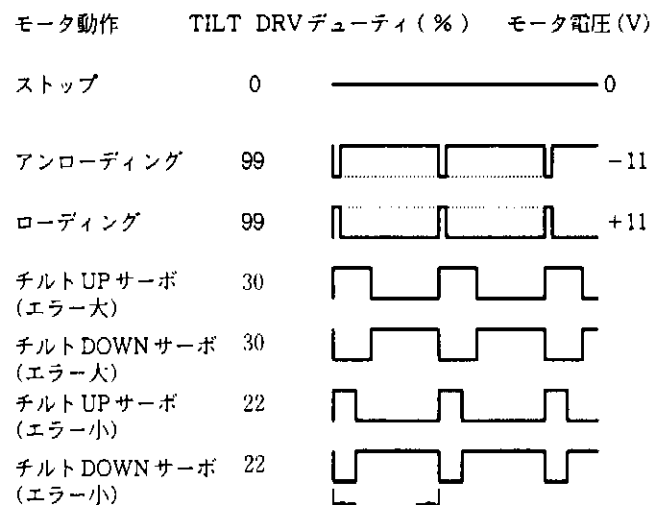 モータ動作 TILT DRVデューティ(%) モータ電圧(V)
ストップ 0 0
アンローディング 99 −11
ローディング 99 +11
チルトUPサーボ 30
(エラー大)
チルトDOWNサーボ 30
(エラー大)
チルトUPサーボ 22
(エラー小)
チルトDOWNサーボ 22
(エラー小)